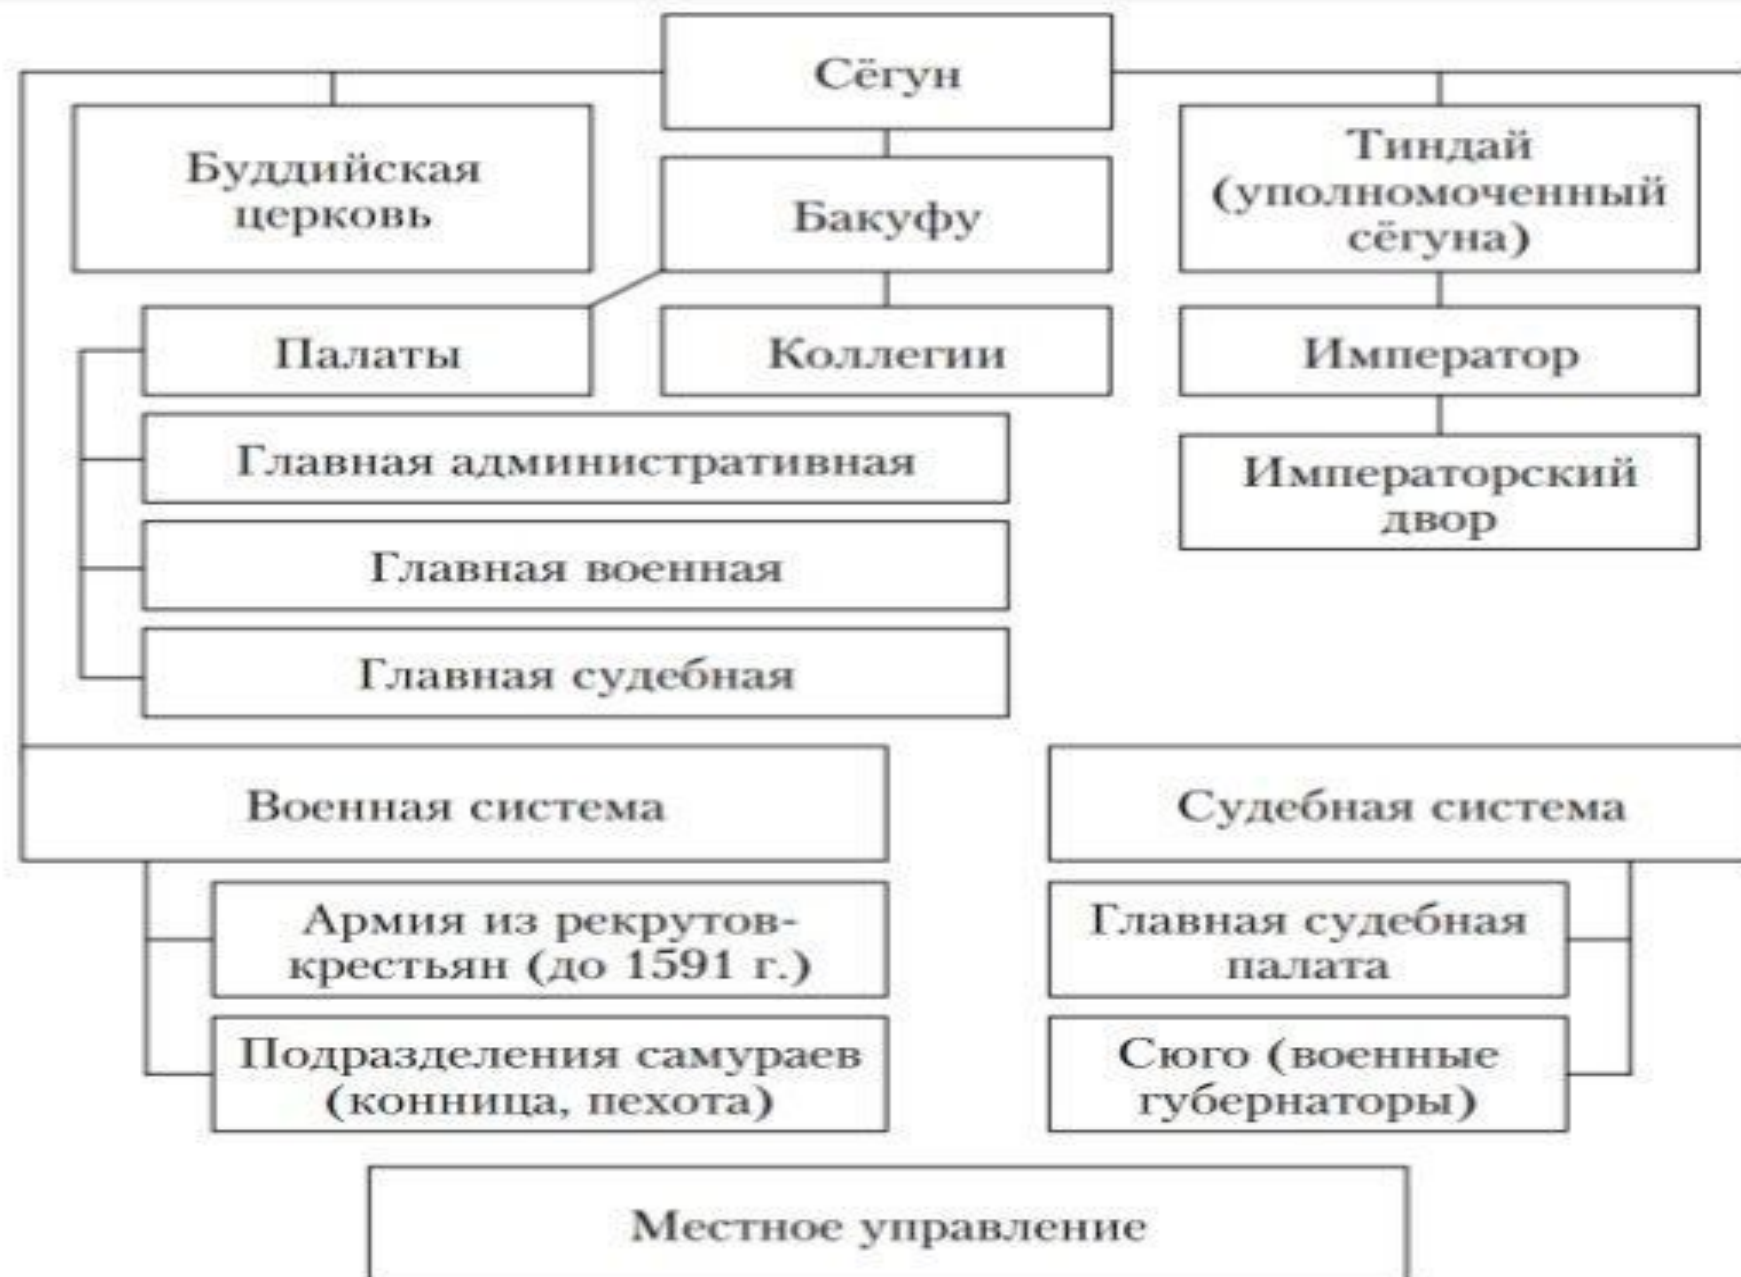 Сёгун
Буддийская
церковь
Бакуфу
Тиндай
(уполномоченный
сёгуна)
Палаты
Коллегии
Император
Главная административная
Императорский
двор
Главная военная
Главная судебная
Военная система
Судебная система
Армия из рекрутов-
крестьян (до 1591 г.)
Главная судебная
палата
Подразделения самураев
(конница, пехота)
Сюго (военные
губернаторы)
Местное управление